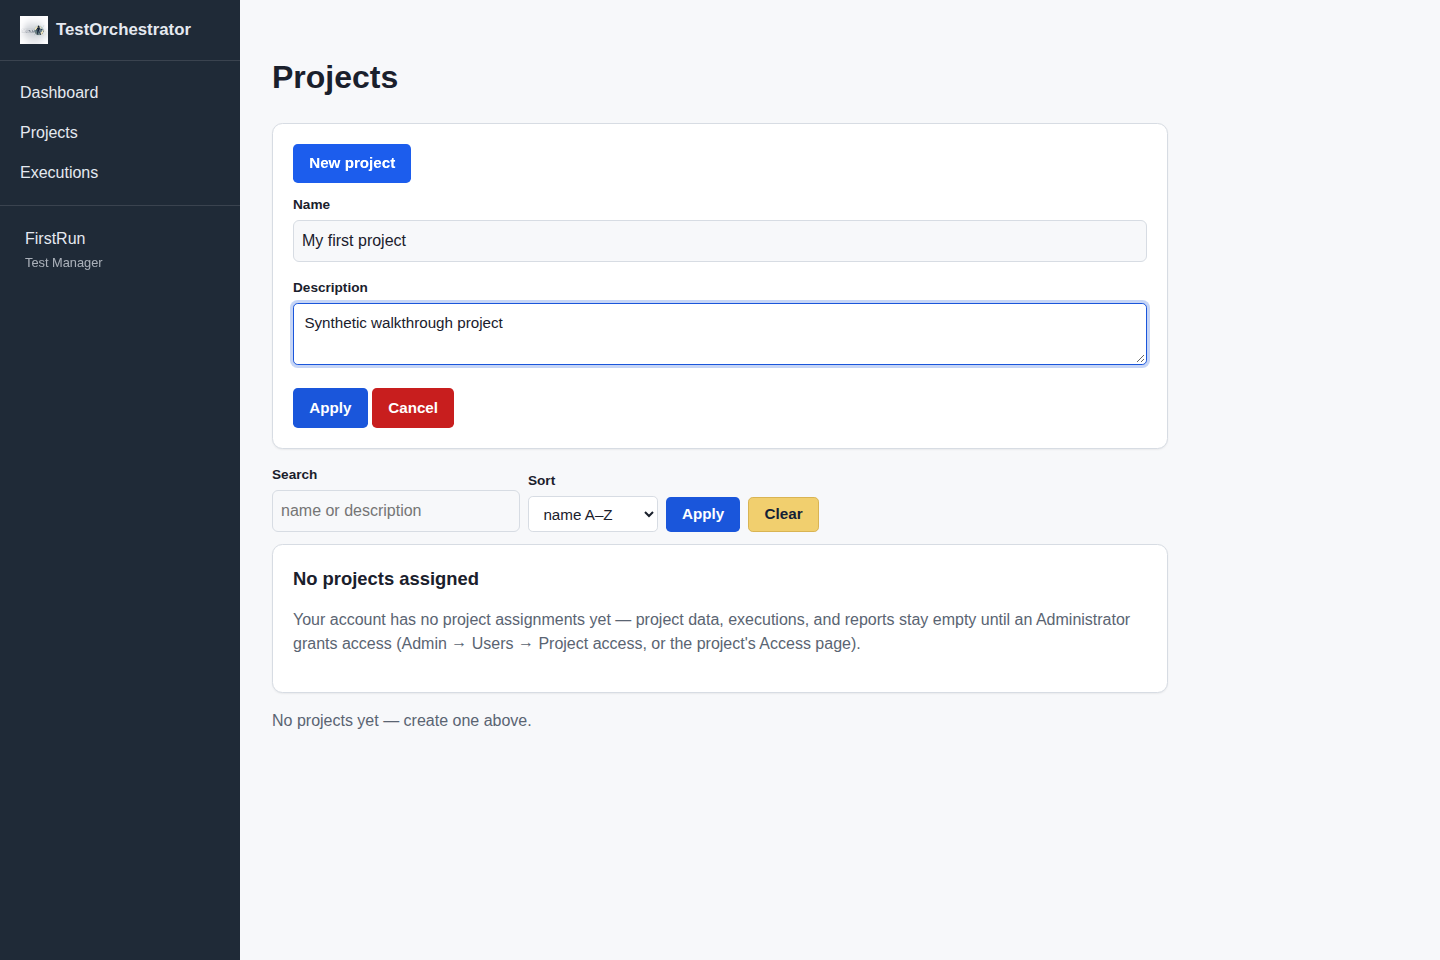 TestOrchestrator
Dashboard
Projects
Executions
FirstRun
Test Manager
Projects
New project
Name
My first project
Description
Synthetic walkthrough project
Apply Cancel
Search
Sort
name or description
name A–Z
Apply
Clear
No projects assigned
Your account has no project assignments yet — project data, executions, and reports stay empty until an Administrator
grants access (Admin → Users → Project access, or the project's Access page).
No projects yet — create one above.